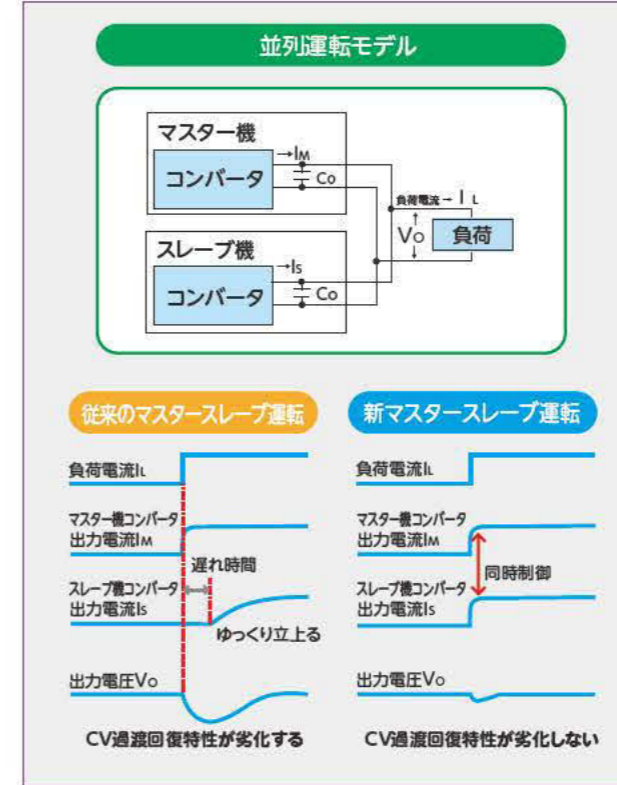 並列運転モデル
マスター機
コンバータ
→IM
Co
負荷電流→ IL
Vo
負荷
スレーブ機
コンバータ
→Is
Co
従来のマスタースレーブ運転
負荷電流IL
マスター機コンバータ
出力電流IM
遅れ時間
スレーブ機コンバータ
出力電流Is
ゆっくり立上る
出力電圧Vo
CV過渡回復特性が劣化する
新マスタースレーブ運転
負荷電流IL
マスター機コンバータ
出力電流IM
同時制御
スレーブ機コンバータ
出力電流Is
出力電圧Vo
CV過渡回復特性が劣化しない